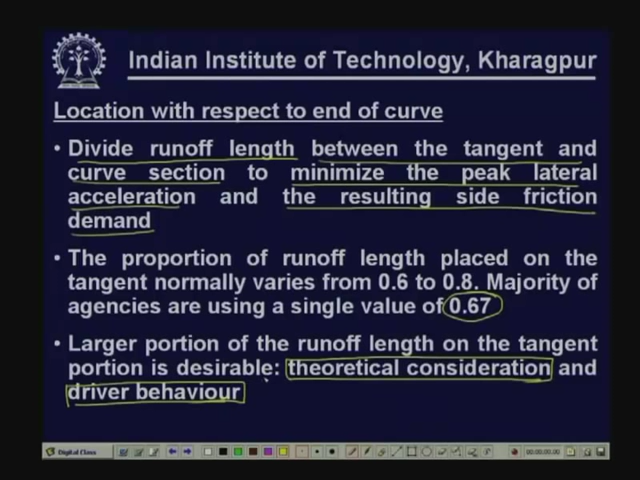 Indian Institute of Technology, Kharagpur
Location with respect to end of curve
• Divide runoff length between the tangent and
curve section to minimize the peak lateral
acceleration and the resulting side friction
demand
• The proportion of runoff length placed on the
tangent normally varies from 0.6 to 0.8. Majority of
agencies are using a single value of 0.67
• Larger portion of the runoff length on the tangent
portion is desirable: theoretical consideration and
driver behaviour
Digital Class
00:00:00.00